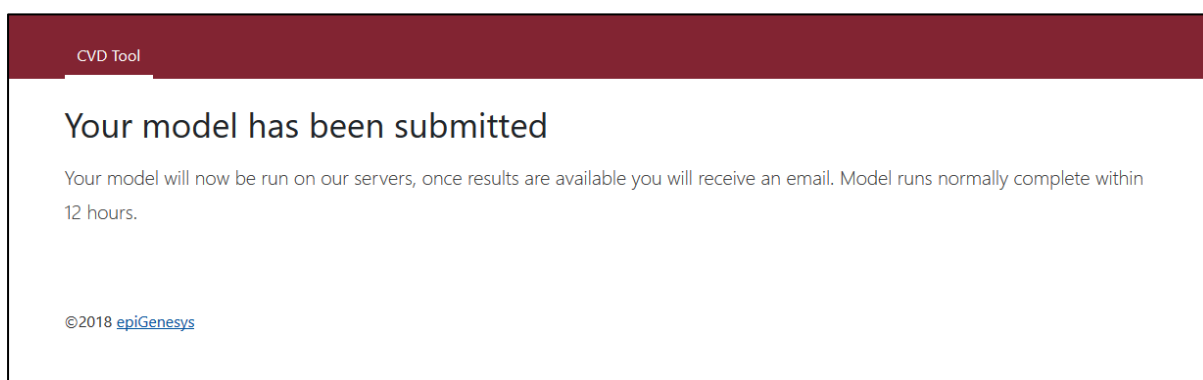 CVD Tool
Your model has been submitted
Your model will now be run on our servers, once results are available you will receive an email. Model runs normally complete within
12 hours.
©2018 epiGenesys